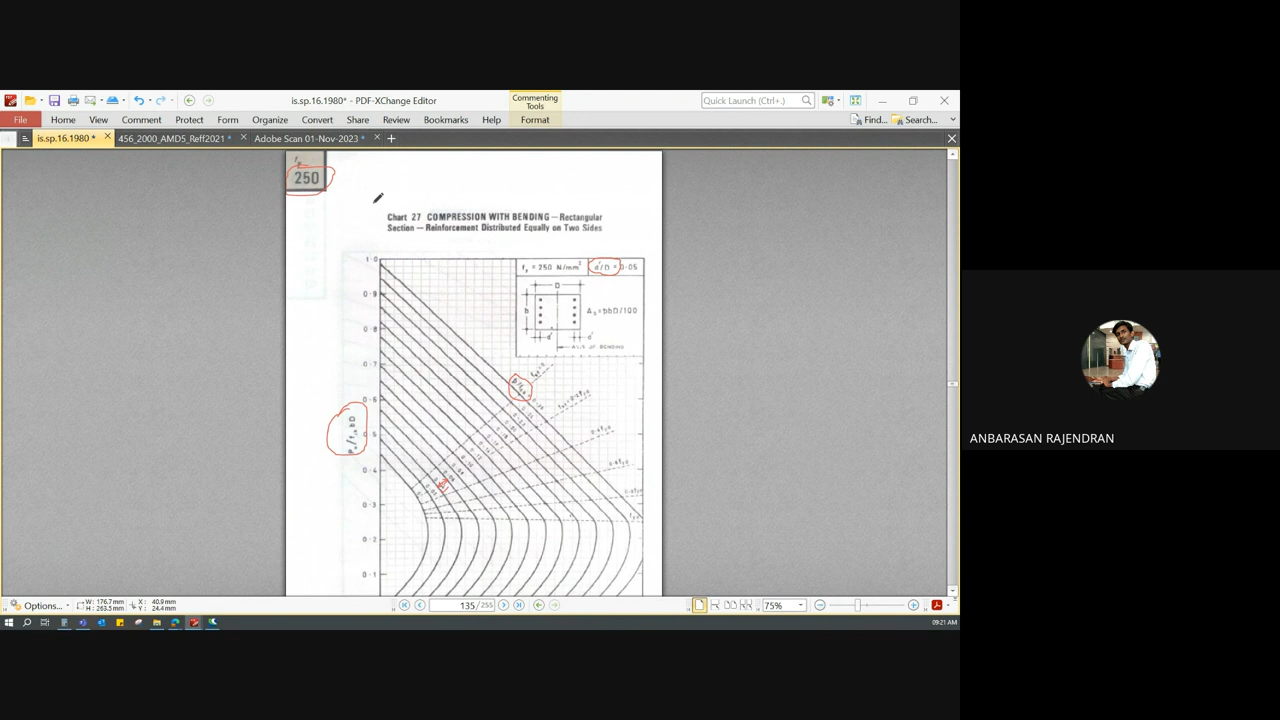 Commenting
Tools
is.sp.16.1980* - PDF-XChange Editor
Quick Launch (Ctrl+.)
File Home View Comment Protect Form Organize Convert Share Review Bookmarks Help Format
Find... Search...
is.sp.16.1980 * 456_2000_AMD5_Reff2021 * Adobe Scan 01-Nov-2023 *
fy
250
Chart 27 COMPRESSION WITH BENDING — Rectangular
Section — Reinforcement Distributed Equally on Two Sides
fy = 250 N/mm² d'/D = 0.05
D
b
d' d'
AXIS OF BENDING
1.0
0.9
0.8
0.7
0.6
0.5
0.4
0.3
0.2
0.1
ANBARASAN RAJENDRAN
Options...
W: 176.7mm
H: 263.5mm
X: 40.9mm
Y: 24.4mm
135 / 255
75%
09:21 AM